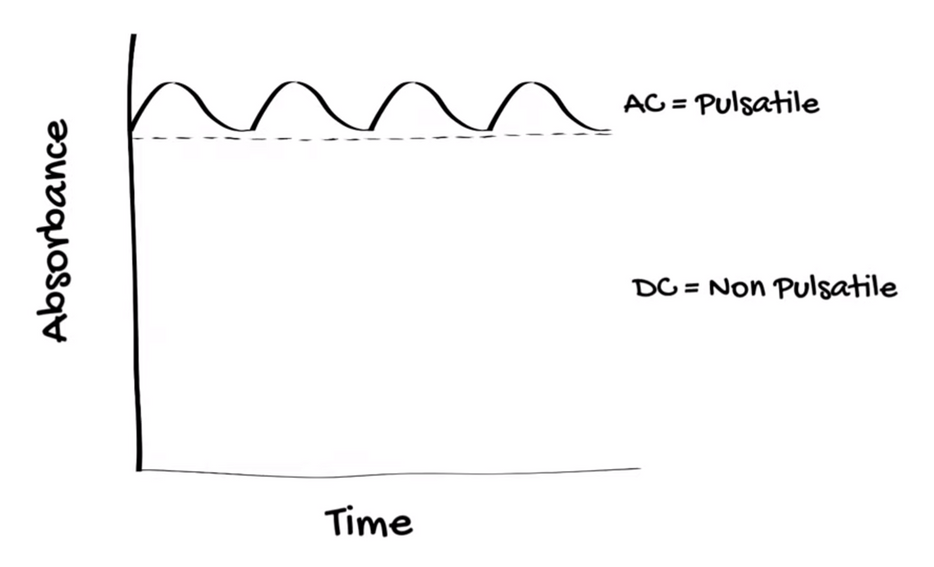 AC = Pulsatile
Absorbance
DC = Non Pulsatile
Time